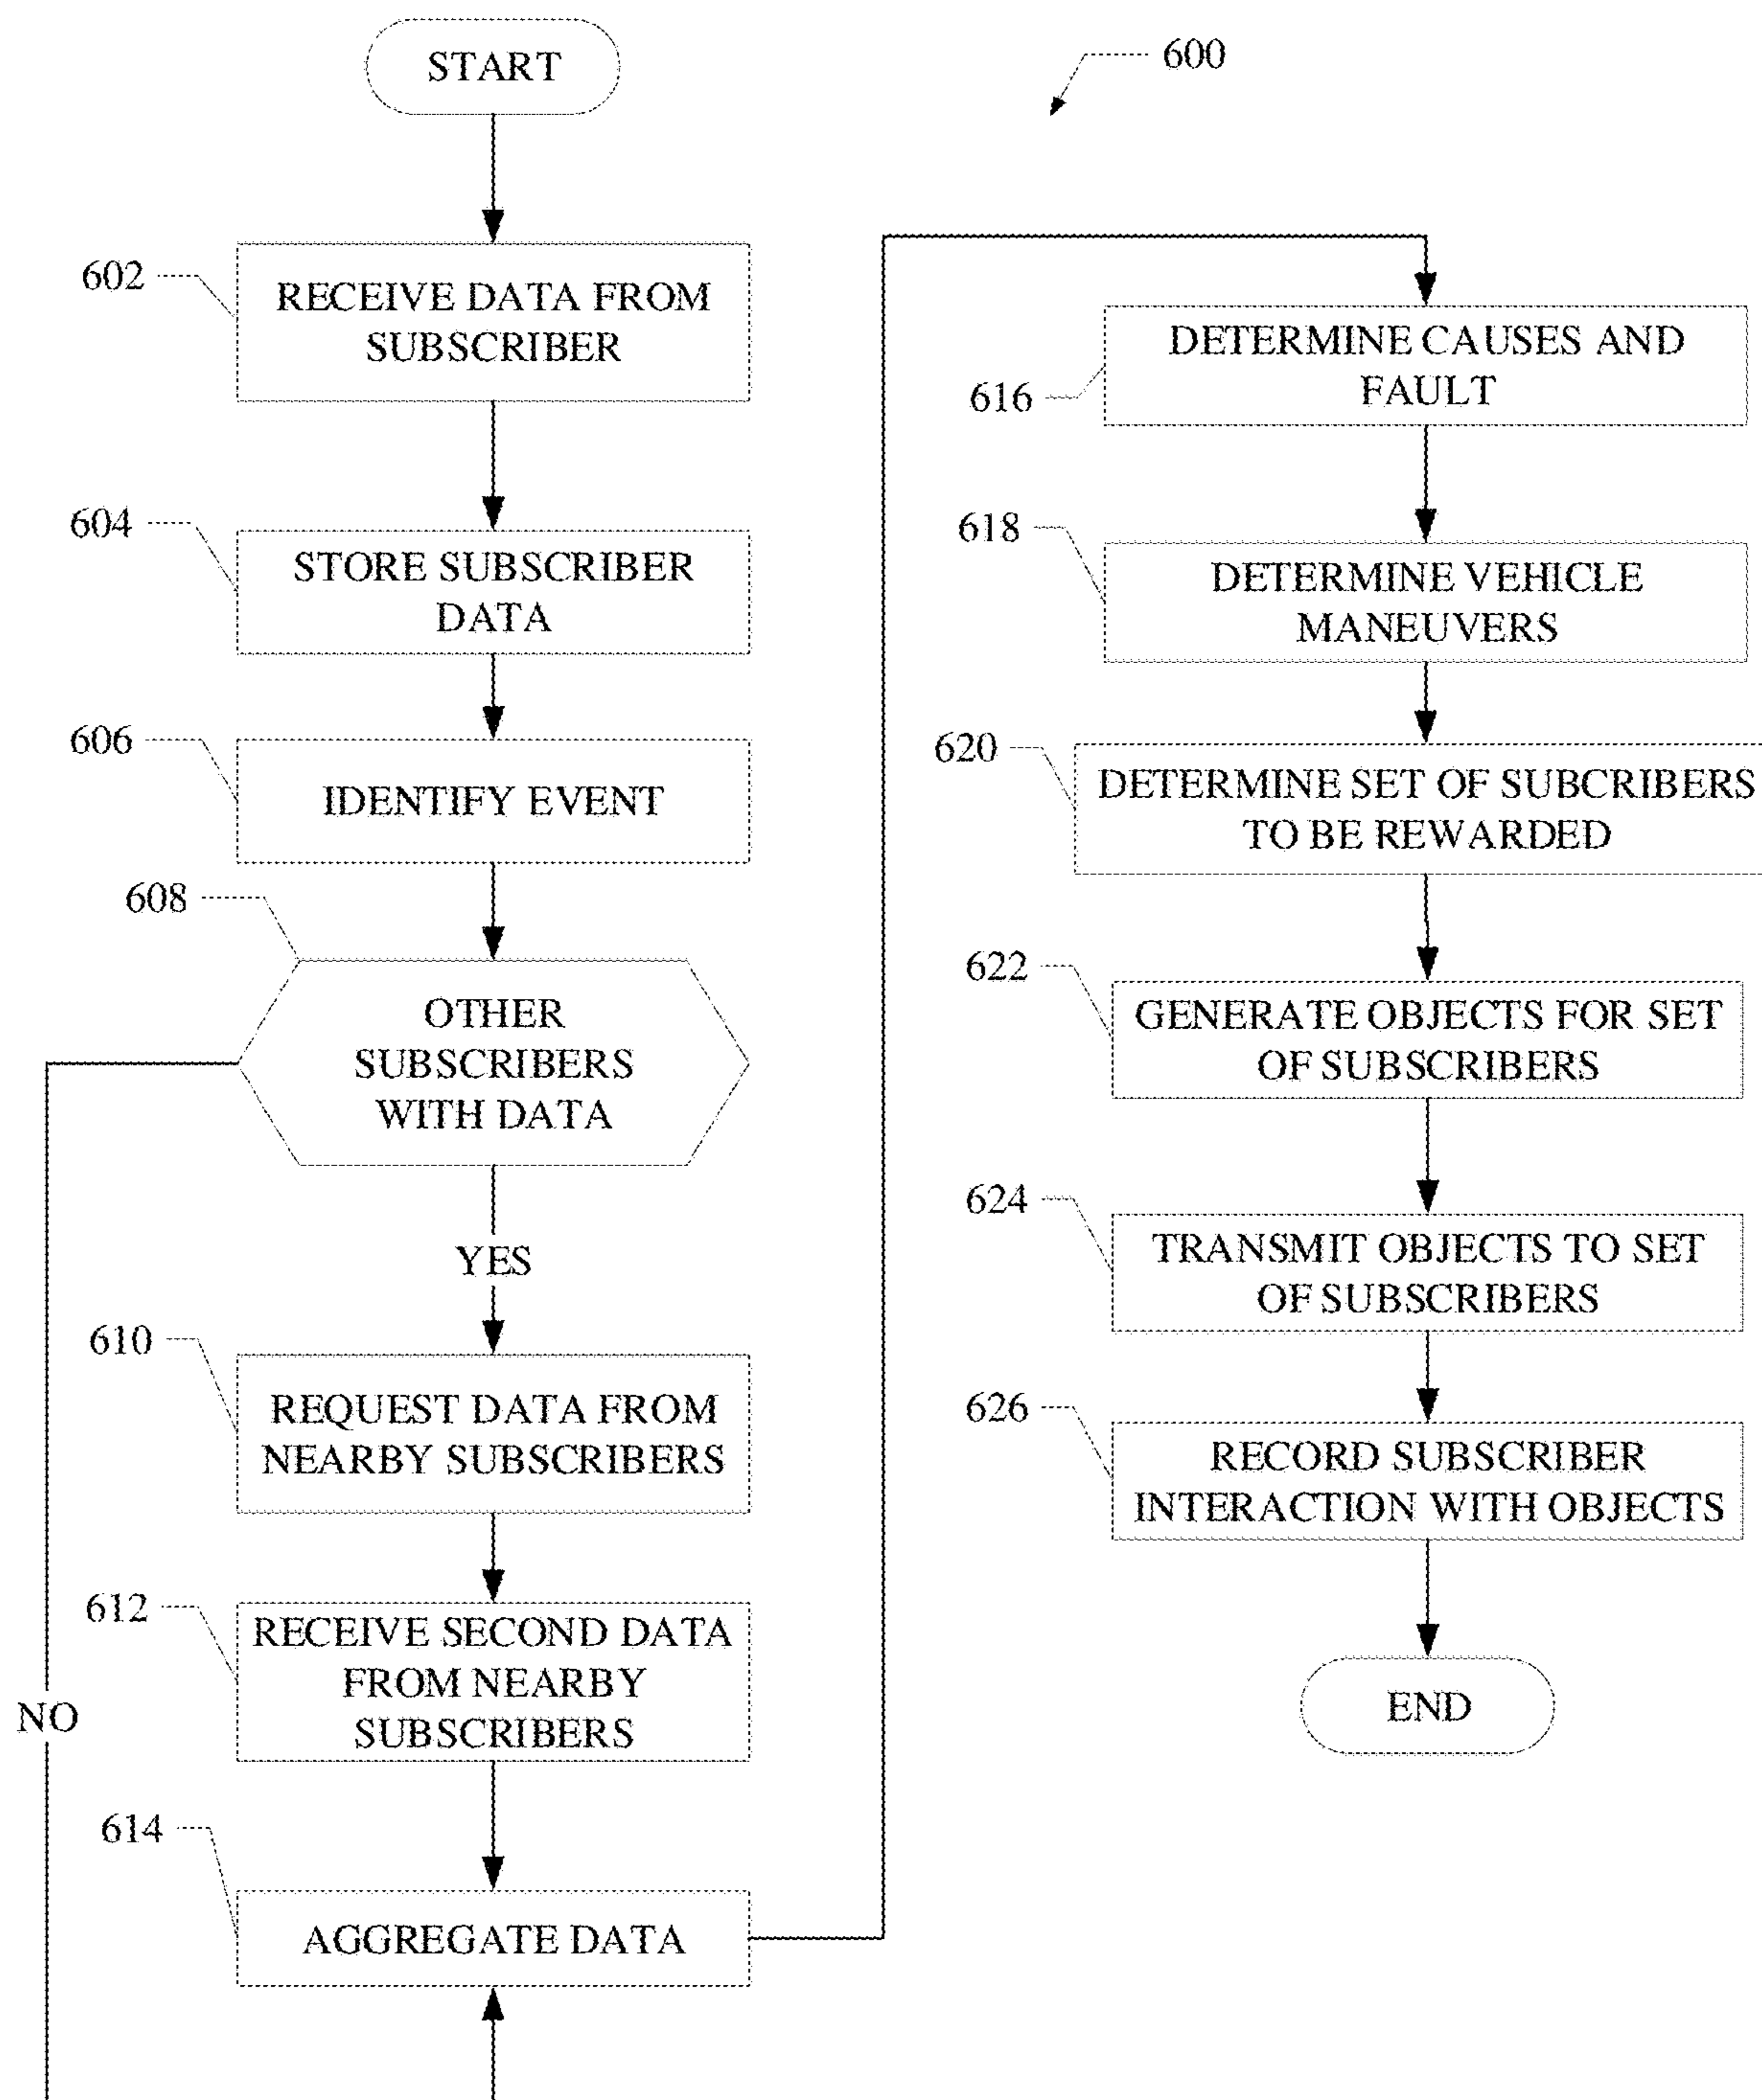 START
600
602
RECEIVE DATA FROM
SUBSCRIBER
604
STORE SUBSCRIBER
DATA
606
IDENTIFY EVENT
608
OTHER
SUBSCRIBERS
WITH DATA
YES
610
REQUEST DATA FROM
NEARBY SUBSCRIBERS
612
RECEIVE SECOND DATA
FROM NEARBY
SUBSCRIBERS
NO
614
AGGREGATE DATA
DETERMINE CAUSES AND
FAULT
616
618
DETERMINE VEHICLE
MANEUVERS
620
DETERMINE SET OF SUBCRIBERS
TO BE REWARDED
622
GENERATE OBJECTS FOR SET
OF SUBSCRIBERS
624
TRANSMIT OBJECTS TO SET
OF SUBSCRIBERS
626
RECORD SUBSCRIBER
INTERACTION WITH OBJECTS
END